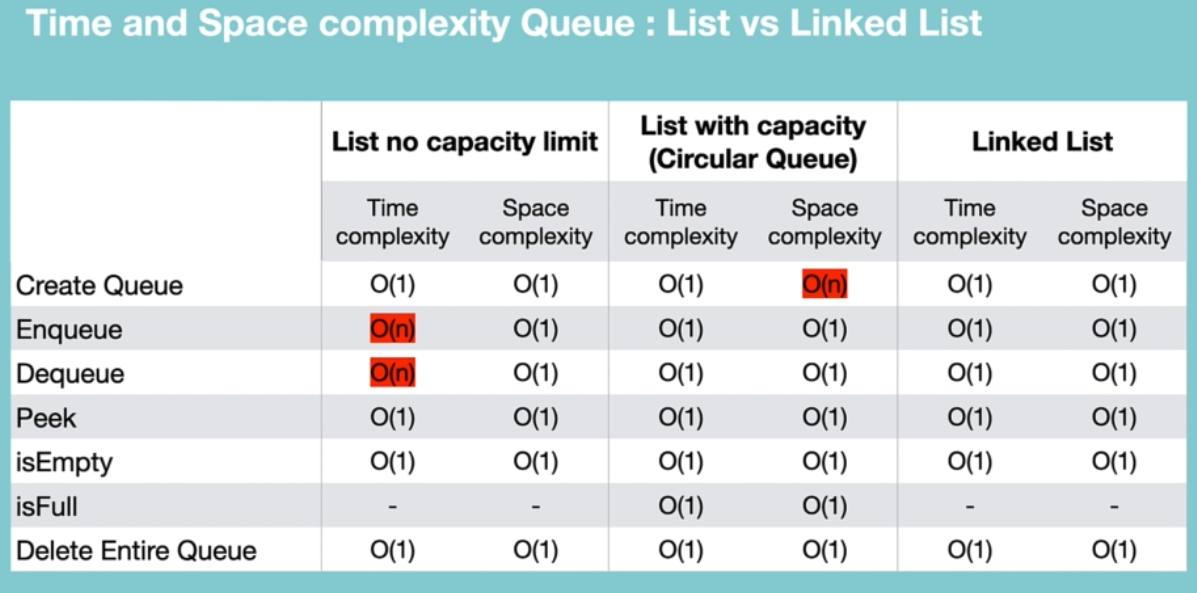 Time and Space complexity Queue : List vs Linked List
List no capacity limit
List with capacity
(Circular Queue)
Linked List
Time
complexity
Space
complexity
Time
complexity
Space
complexity
Time
complexity
Space
complexity
Create Queue O(1) O(1) O(1) O(n) O(1) O(1)
Enqueue O(n) O(1) O(1) O(1) O(1) O(1)
Dequeue O(n) O(1) O(1) O(1) O(1) O(1)
Peek O(1) O(1) O(1) O(1) O(1) O(1)
isEmpty O(1) O(1) O(1) O(1) O(1) O(1)
isFull - - O(1) O(1) - -
Delete Entire Queue O(1) O(1) O(1) O(1) O(1) O(1)